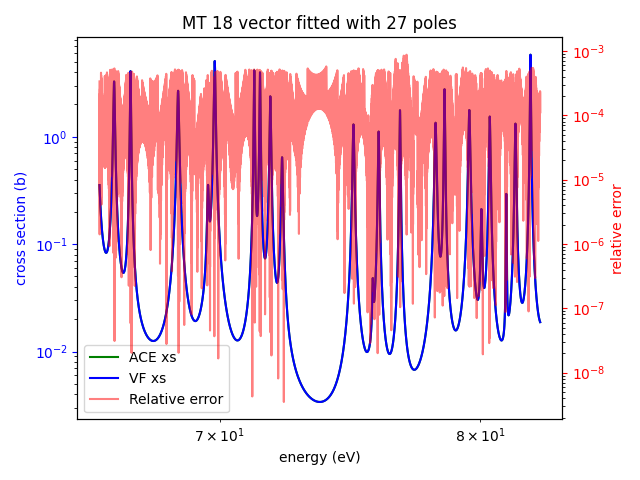 MT 18 vector fitted with 27 poles
cross section (b)
10⁰
10⁻¹
10⁻²
10⁻³
10⁻⁴
10⁻⁵
10⁻⁶
10⁻⁷
10⁻⁸
relative error
ACE xs
VF xs
Relative error
7 × 10¹
8 × 10¹
energy (eV)